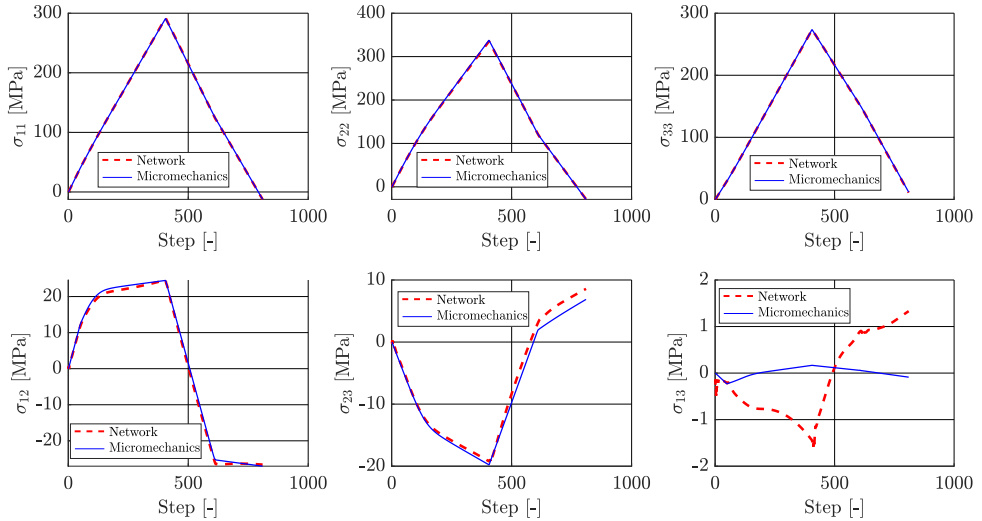 300
200
100
0
σ11 [MPa]
Network
Micromechanics
0
500
1000
Step [-]
400
300
200
100
0
σ22 [MPa]
Network
Micromechanics
0
500
1000
Step [-]
300
200
100
0
σ33 [MPa]
Network
Micromechanics
0
500
1000
Step [-]
20
10
0
-10
-20
σ12 [MPa]
Network
Micromechanics
0
500
1000
Step [-]
10
0
-10
-20
σ23 [MPa]
Network
Micromechanics
0
500
1000
Step [-]
2
1
0
-1
-2
σ13 [MPa]
Network
Micromechanics
0
500
1000
Step [-]